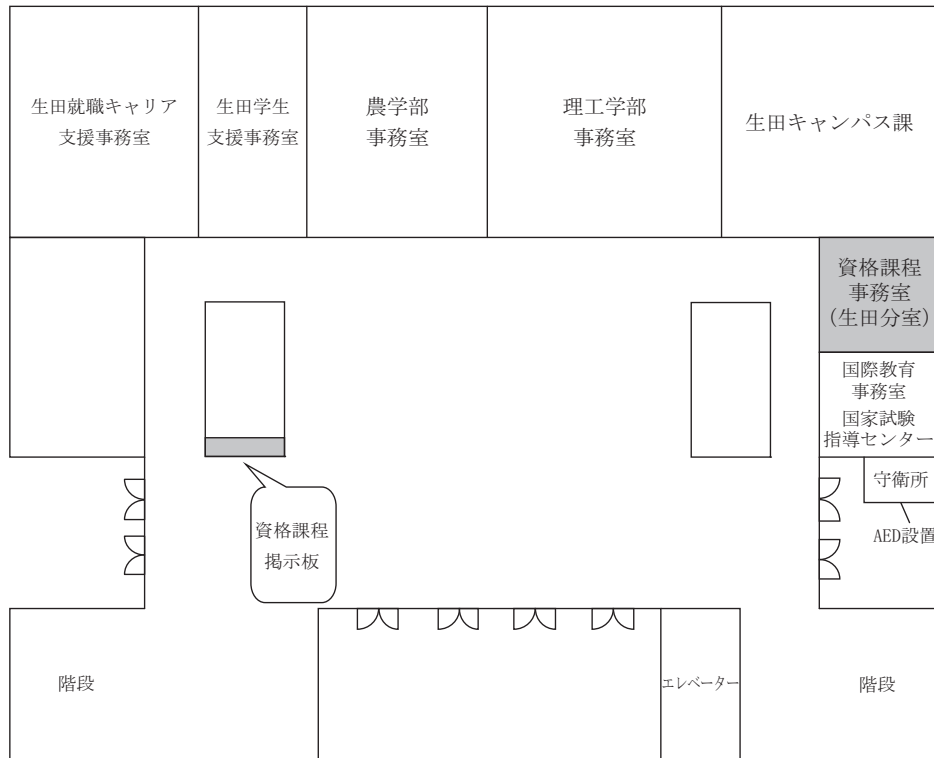 生田就職キャリア
支援事務室
生田学生
支援事務室
農学部
事務室
理工学部
事務室
生田キャンパス課
資格課程
事務室
(生田分室)
国際教育
事務室
国家試験
指導センター
守衛所
AED設置
資格課程
掲示板
階段
エレベーター
階段